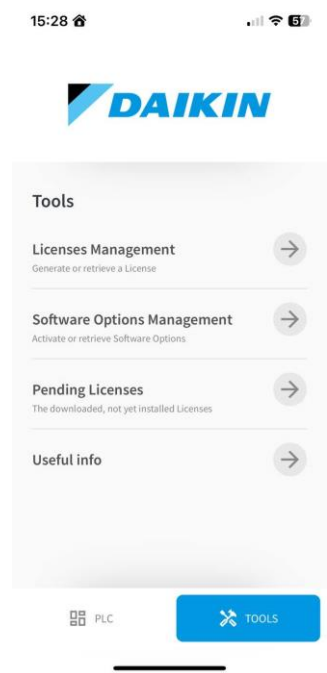 15:28
57
DAIKIN
Tools
Licenses Management
Generate or retrieve a License
Software Options Management
Activate or retrieve Software Options
Pending Licenses
The downloaded, not yet installed Licenses
Useful info
PLC
TOOLS